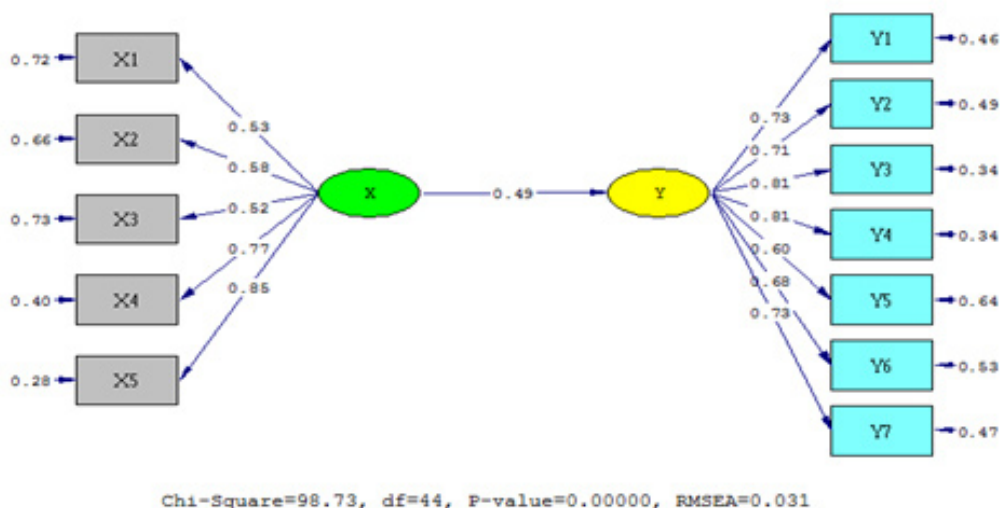 0.72 X1
0.66 X2
0.73 X3
0.40 X4
0.28 X5
0.53
0.58
0.52
0.77
0.85
X
0.49
Y
0.73
0.71
0.81
0.81
0.60
0.68
0.73
Y1 0.46
Y2 0.49
Y3 0.34
Y4 0.34
Y5 0.64
Y6 0.53
Y7 0.47
Chi-Square=98.73, df=44, P-value=0.00000, RMSEA=0.031